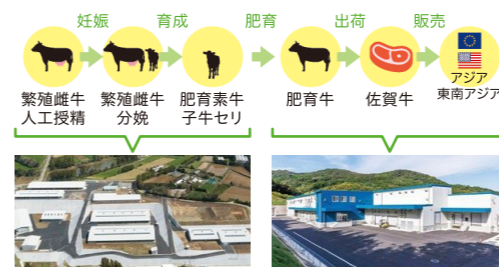 妊娠
育成
肥育
出荷
販売
繁殖雌牛
人工授精
繁殖雌牛
分娩
肥育素牛
子牛セリ
肥育牛
佐賀牛
アジア
東南アジア